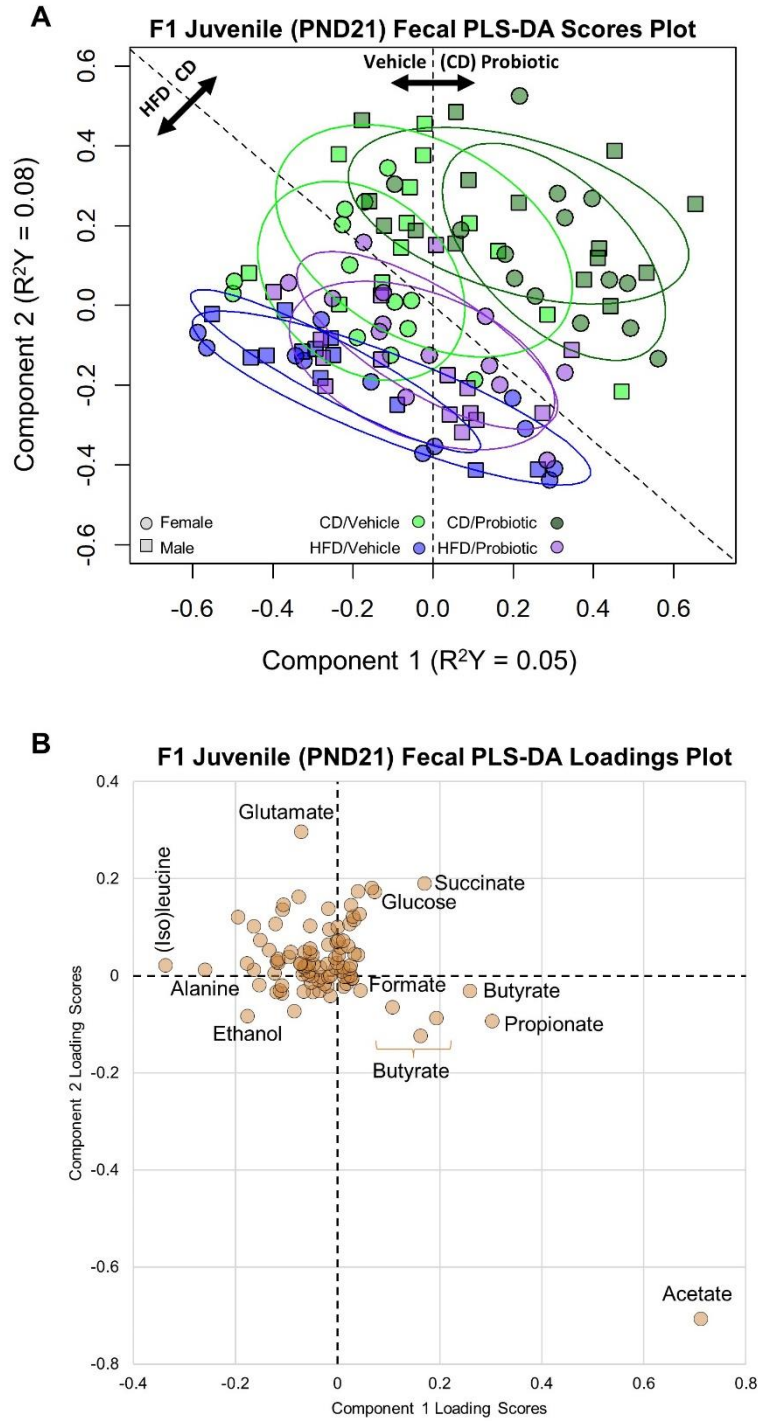 A
F1 Juvenile (PND21) Fecal PLS-DA Scores Plot
Vehicle (CD) Probiotic
HFD CD
0.6
0.4
0.2
0.0
-0.2
-0.4
-0.6
Component 2 (R²Y = 0.08)
Female CD/Vehicle CD/Probiotic
Male HFD/Vehicle HFD/Probiotic
-0.6 -0.4 -0.2 0.0 0.2 0.4 0.6
Component 1 (R²Y = 0.05)
B
F1 Juvenile (PND21) Fecal PLS-DA Loadings Plot
0.4
0.2
0
-0.2
-0.4
-0.6
-0.8
Component 2 Loading Scores
Glutamate
(Iso)leucine
Succinate
Glucose
Alanine
Formate
Butyrate
Ethanol
Propionate
Butyrate
Acetate
-0.4 -0.2 0 0.2 0.4 0.6 0.8
Component 1 Loading Scores